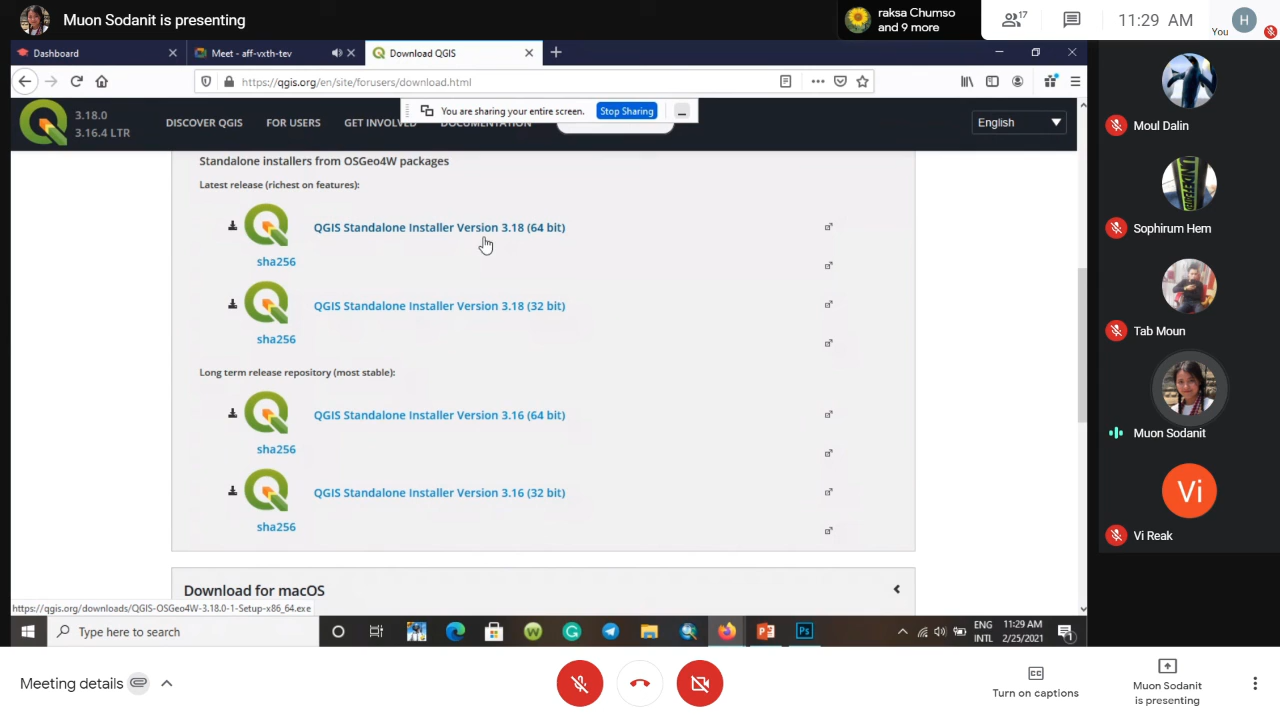 Muon Sodanit is presenting
raksa Chumso
and 9 more
17
11:29 AM
You
H
Dashboard
Meet - aff-vxth-tev
Download QGIS
https://qgis.org/en/site/forusers/download.html
You are sharing your entire screen.
Stop Sharing
3.18.0
3.16.4 LTR
DISCOVER QGIS
FOR USERS
GET INVOLVED
DOCUMENTATION
English
Standalone installers from OSGeo4W packages
Latest release (richest on features):
QGIS Standalone Installer Version 3.18 (64 bit)
sha256
QGIS Standalone Installer Version 3.18 (32 bit)
sha256
Long term release repository (most stable):
QGIS Standalone Installer Version 3.16 (64 bit)
sha256
QGIS Standalone Installer Version 3.16 (32 bit)
sha256
Download for macOS
https://qgis.org/downloads/QGIS-OSGeo4W-3.18.0-1-Setup-x86_64.exe
Type here to search
ENG
INTL
11:29 AM
2/25/2021
1
Moul Dalin
Sophirum Hem
Tab Moun
Muon Sodanit
Vi
Vi Reak
Meeting details
Turn on captions
Muon Sodanit
is presenting